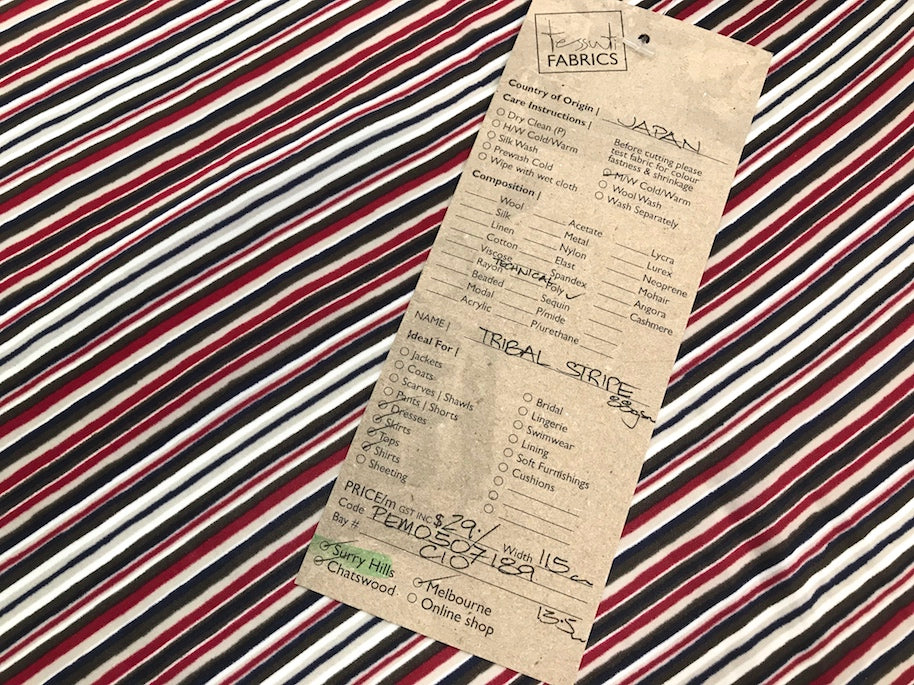 tessuti
FABRICS
Country of Origin | JAPAN
Care Instructions |
Dry Clean (P)
H/W Cold/Warm
Silk Wash
Prewash Cold
Wipe with wet cloth
Before cutting please
test fabric for colour
fastness & shrinkage
M/W Cold/Warm
Wool Wash
Wash Separately
Composition |
Wool
Silk
Linen
Cotton
Viscose
Rayon
Beaded
Modal
Acrylic
Acetate
Metal
Nylon
Elast
Spandex
TECHNICAL Poly ✓
Sequin
P/mide
P/urethane
Lycra
Lurex
Neoprene
Mohair
Angora
Cashmere
NAME | TRIBAL STRIPE
Ideal For |
Jackets
Coats
Scarves | Shawls
Pants | Shorts
Dresses
Skirts
Tops
Shirts
Sheeting
Bridal
Lingerie
Swimwear
Lining
Soft Furnishings
Cushions
PRICE/m GST INC $29./ Width 115cm
Code PEM0507189
Bay # C10
Surry Hills
Chatswood
Melbourne
Online shop
13.5